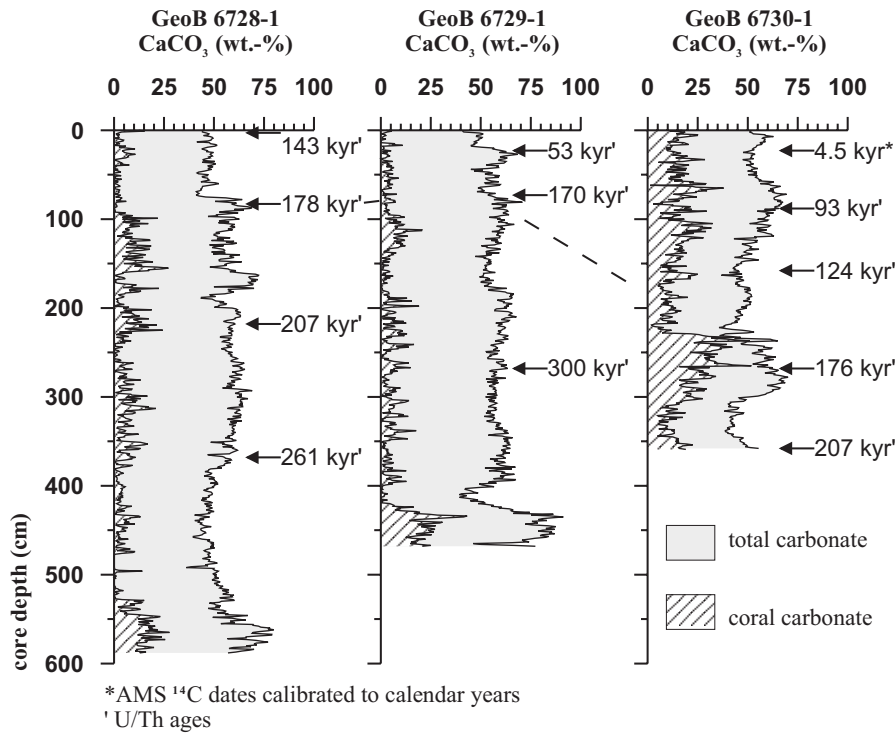 GeoB 6728-1
CaCO₃ (wt.-%)
0 25 50 75 100
GeoB 6729-1
CaCO₃ (wt.-%)
0 25 50 75 100
GeoB 6730-1
CaCO₃ (wt.-%)
0 25 50 75 100
core depth (cm)
0
100
200
300
400
500
600
143 kyr'
178 kyr'
207 kyr'
261 kyr'
53 kyr'
170 kyr'
300 kyr'
4.5 kyr*
93 kyr'
124 kyr'
176 kyr'
207 kyr'
total carbonate
coral carbonate
*AMS ¹⁴C dates calibrated to calendar years
' U/Th ages